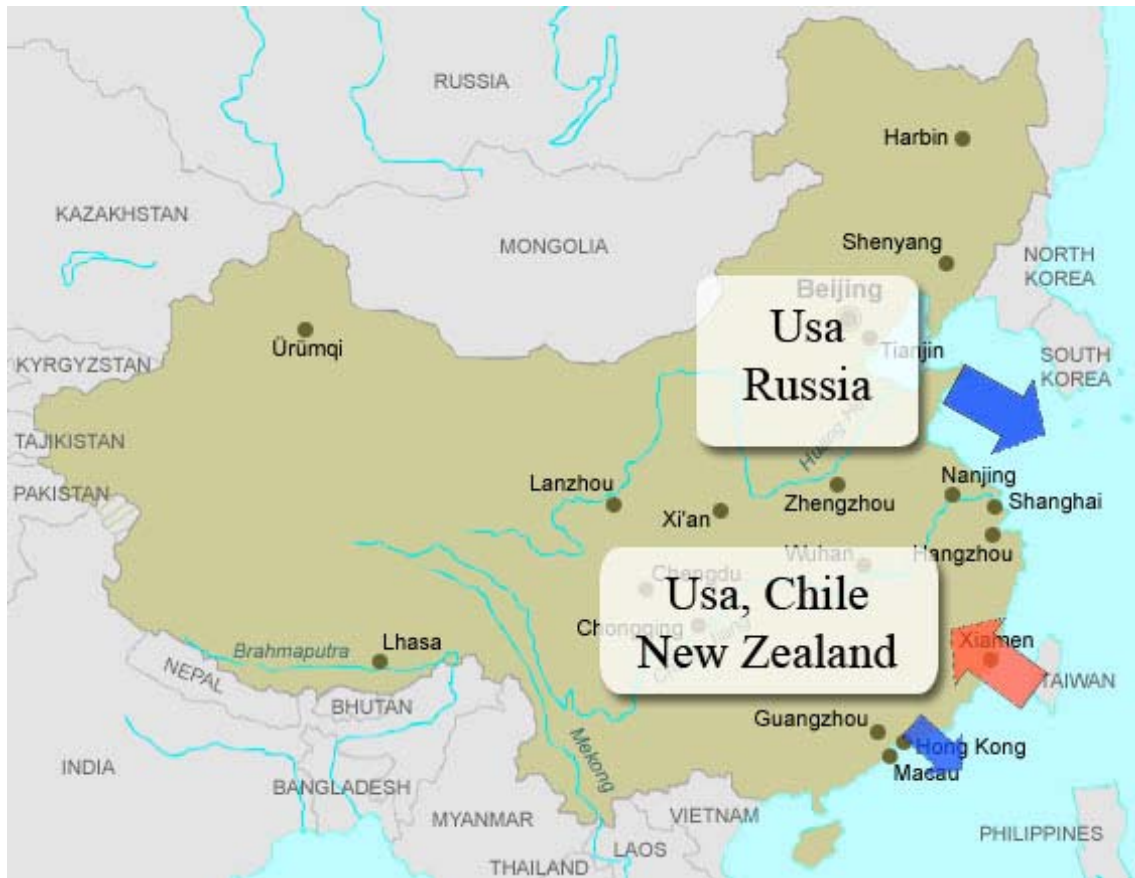 RUSSIA
Harbin
KAZAKHSTAN
MONGOLIA
Shenyang
NORTH
KOREA
Beijing
Usa
Russia
Tianjin
Ürümqi
KYRGYZSTAN
SOUTH
KOREA
TAJIKISTAN
PAKISTAN
Lanzhou
Xi'an
Zhengzhou
Nanjing
Shanghai
Hangzhou
Wuhan
Chengdu
Usa, Chile
New Zealand
Chongqing
Xiamen
Lhasa
Brahmaputra
NEPAL
TAIWAN
BHUTAN
Guangzhou
Hong Kong
Macau
Mekong
INDIA
BANGLADESH
MYANMAR
VIETNAM
LAOS
THAILAND
PHILIPPINES